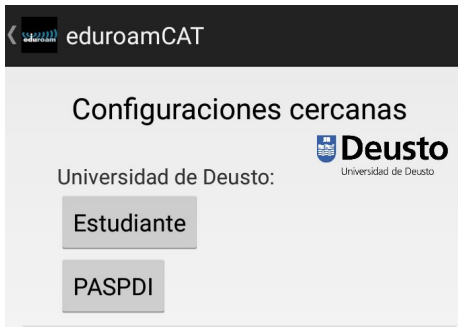 eduroam eduroamCAT
Configuraciones cercanas
Deusto
Universidad de Deusto
Universidad de Deusto:
Estudiante
PASPDI